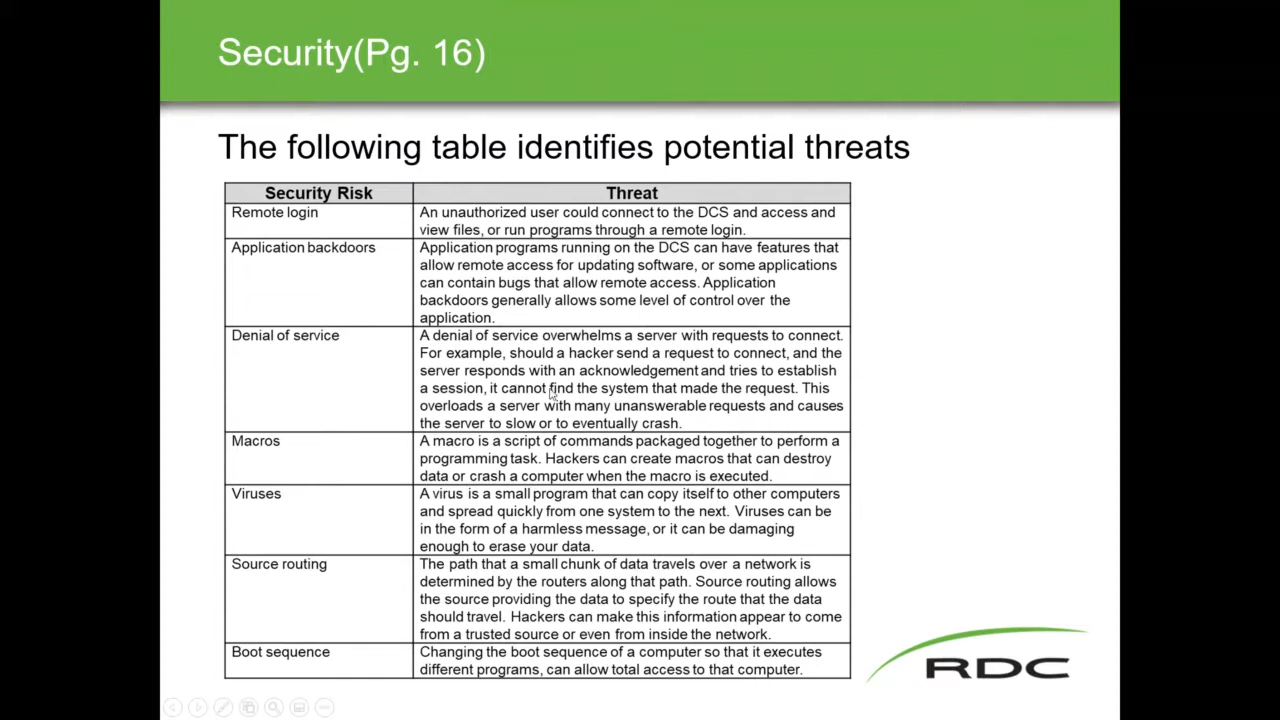 Security(Pg. 16)
The following table identifies potential threats
Security Risk
Threat
Remote login
An unauthorized user could connect to the DCS and access and
view files, or run programs through a remote login.
Application backdoors
Application programs running on the DCS can have features that
allow remote access for updating software, or some applications
can contain bugs that allow remote access. Application
backdoors generally allows some level of control over the
application.
Denial of service
A denial of service overwhelms a server with requests to connect.
For example, should a hacker send a request to connect, and the
server responds with an acknowledgement and tries to establish
a session, it cannot find the system that made the request. This
overloads a server with many unanswerable requests and causes
the server to slow or to eventually crash.
Macros
A macro is a script of commands packaged together to perform a
programming task. Hackers can create macros that can destroy
data or crash a computer when the macro is executed.
Viruses
A virus is a small program that can copy itself to other computers
and spread quickly from one system to the next. Viruses can be
in the form of a harmless message, or it can be damaging
enough to erase your data.
Source routing
The path that a small chunk of data travels over a network is
determined by the routers along that path. Source routing allows
the source providing the data to specify the route that the data
should travel. Hackers can make this information appear to come
from a trusted source or even from inside the network.
Boot sequence
Changing the boot sequence of a computer so that it executes
different programs, can allow total access to that computer.
RDC